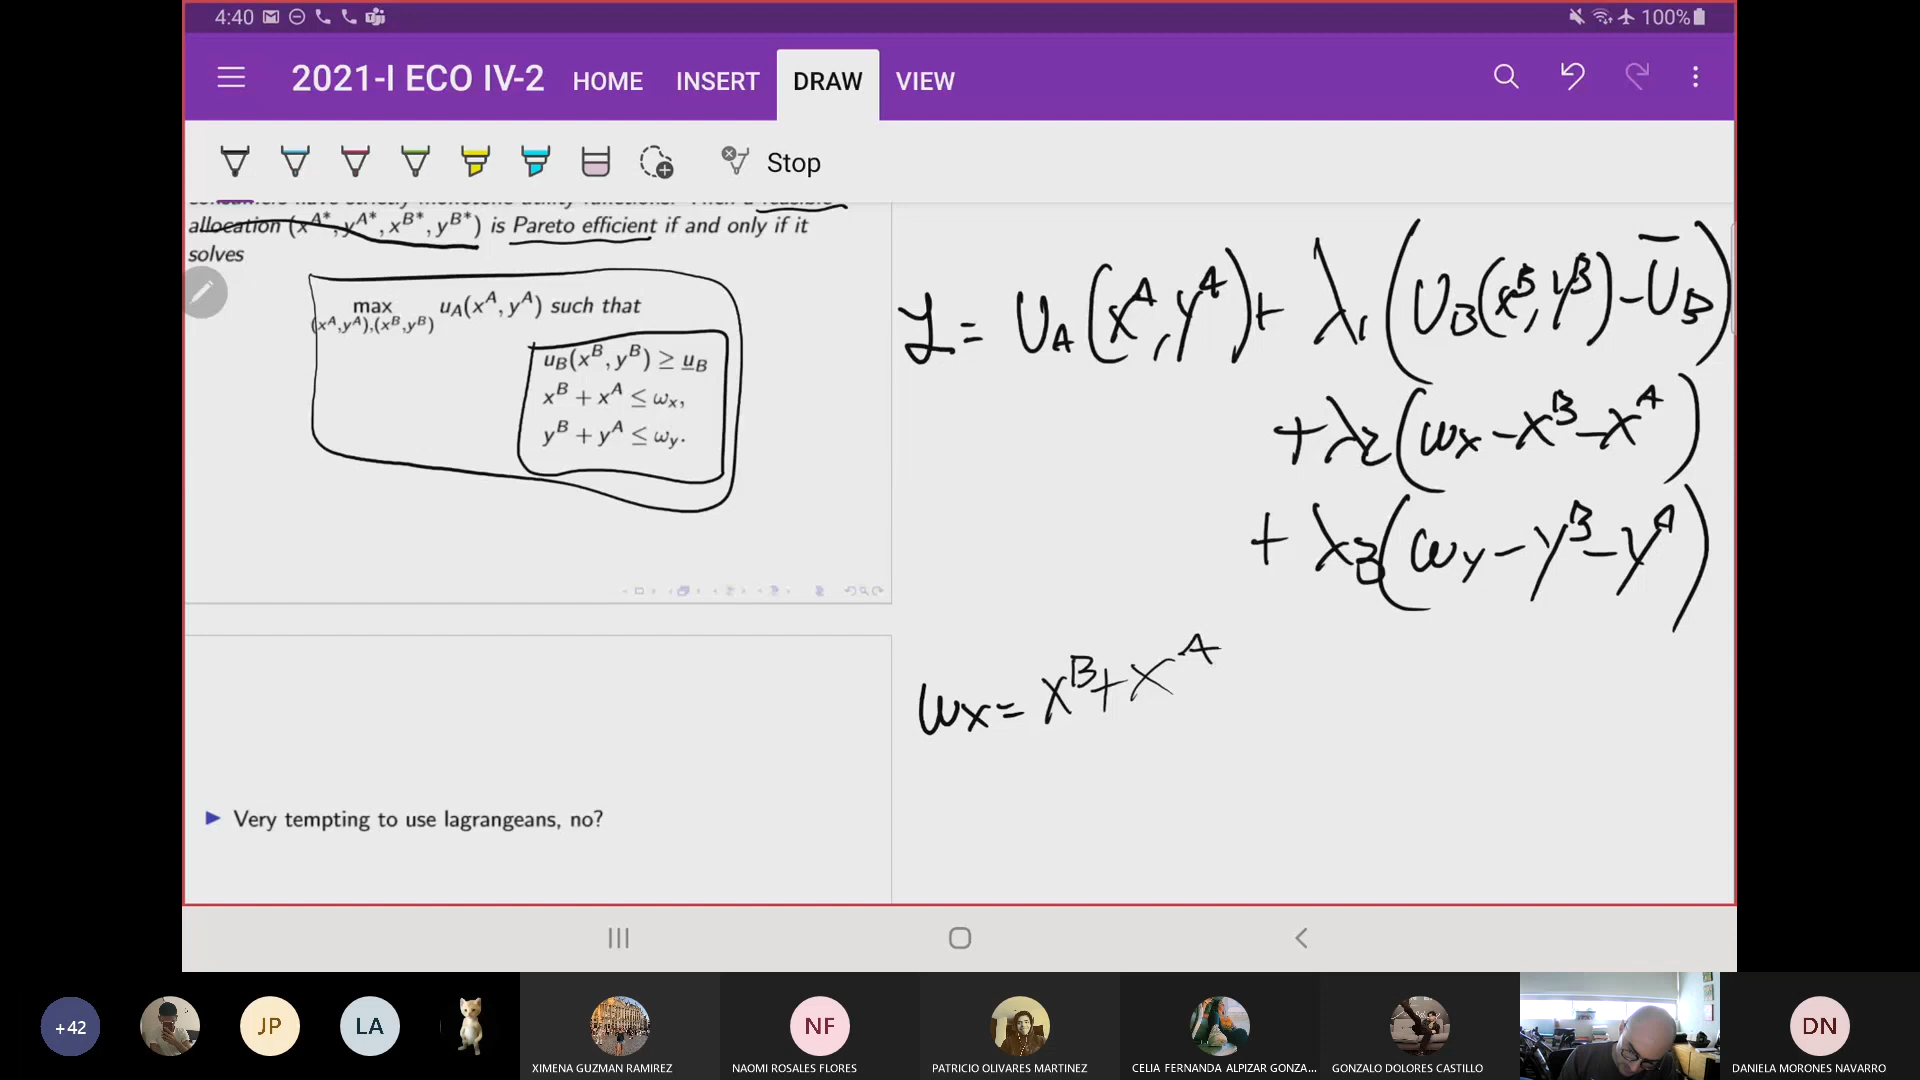 4:40
100%
2021-I ECO IV-2
HOME
INSERT
DRAW
VIEW
Stop
allocation (x^{A*}, y^{A*}, x^{B*}, y^{B*}) is Pareto efficient if and only if it
solves
max u_A(x^A, y^A) such that
(x^A,y^A),(x^B,y^B)
u_B(x^B, y^B) ≥ u̲_B
x^B + x^A ≤ ω_x,
y^B + y^A ≤ ω_y.
ℒ = U_A(x^A, y^A) + λ_1(U_B(x^B, y^B) - Ū_B)
+ λ_2(ω_x - x^B - x^A)
+ λ_3(ω_y - y^B - y^A)
ω_x = x^B + x^A
► Very tempting to use lagrangeans, no?
+42
JP
LA
XIMENA GUZMAN RAMIREZ
NF
NAOMI ROSALES FLORES
PATRICIO OLIVARES MARTINEZ
CELIA FERNANDA ALPIZAR GONZA...
GONZALO DOLORES CASTILLO
DN
DANIELA MORONES NAVARRO